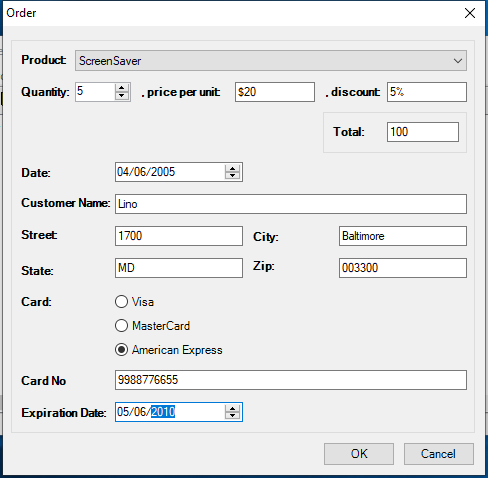 Order
Product: ScreenSaver
Quantity: 5 , price per unit: $20 , discount: 5%
Total: 100
Date: 04/06/2005
Customer Name: Lino
Street: 1700 City: Baltimore
State: MD Zip: 003300
Card: Visa
MasterCard
American Express
Card No 9988776655
Expiration Date: 05/06/2010
OK Cancel